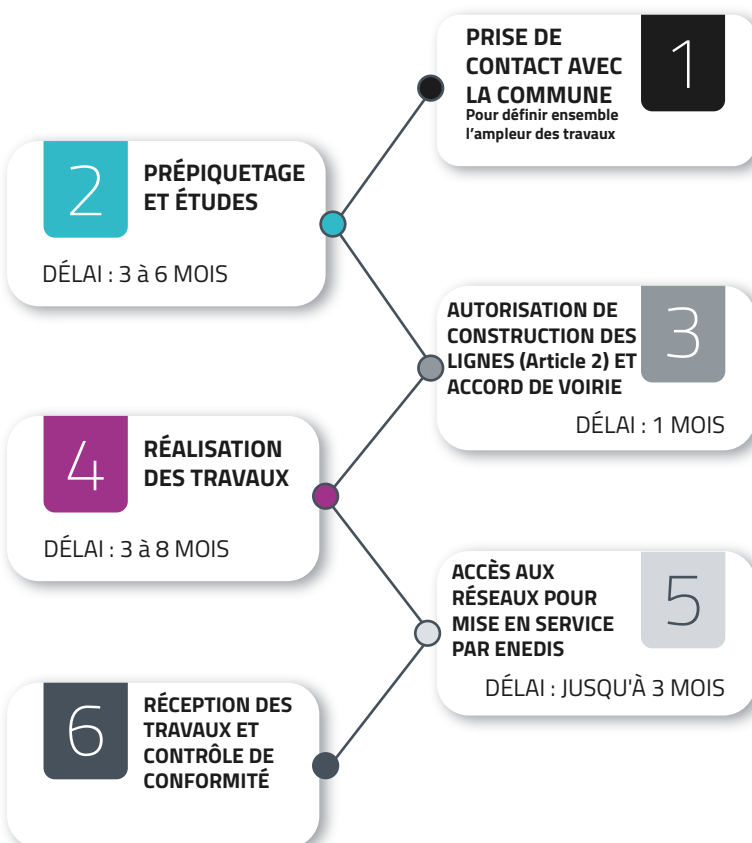 1
PRISE DE
CONTACT AVEC
LA COMMUNE
Pour définir ensemble
l’ampleur des travaux
2
PRÉPIQUETAGE
ET ÉTUDES
DÉLAI : 3 à 6 MOIS
3
AUTORISATION DE
CONSTRUCTION DES
LIGNES (Article 2) ET
ACCORD DE VOIRIE
DÉLAI : 1 MOIS
4
RÉALISATION
DES TRAVAUX
DÉLAI : 3 à 8 MOIS
5
ACCÈS AUX
RÉSEAUX POUR
MISE EN SERVICE
PAR ENEDIS
DÉLAI : JUSQU'À 3 MOIS
6
RÉCEPTION DES
TRAVAUX ET
CONTRÔLE DE
CONFORMITÉ